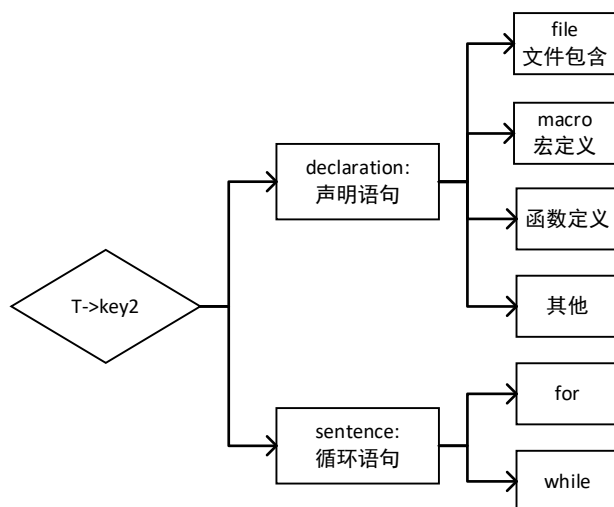 file
文件包含
macro
宏定义
declaration:
声明语句
函数定义
T->key2
其他
for
sentence:
循环语句
while